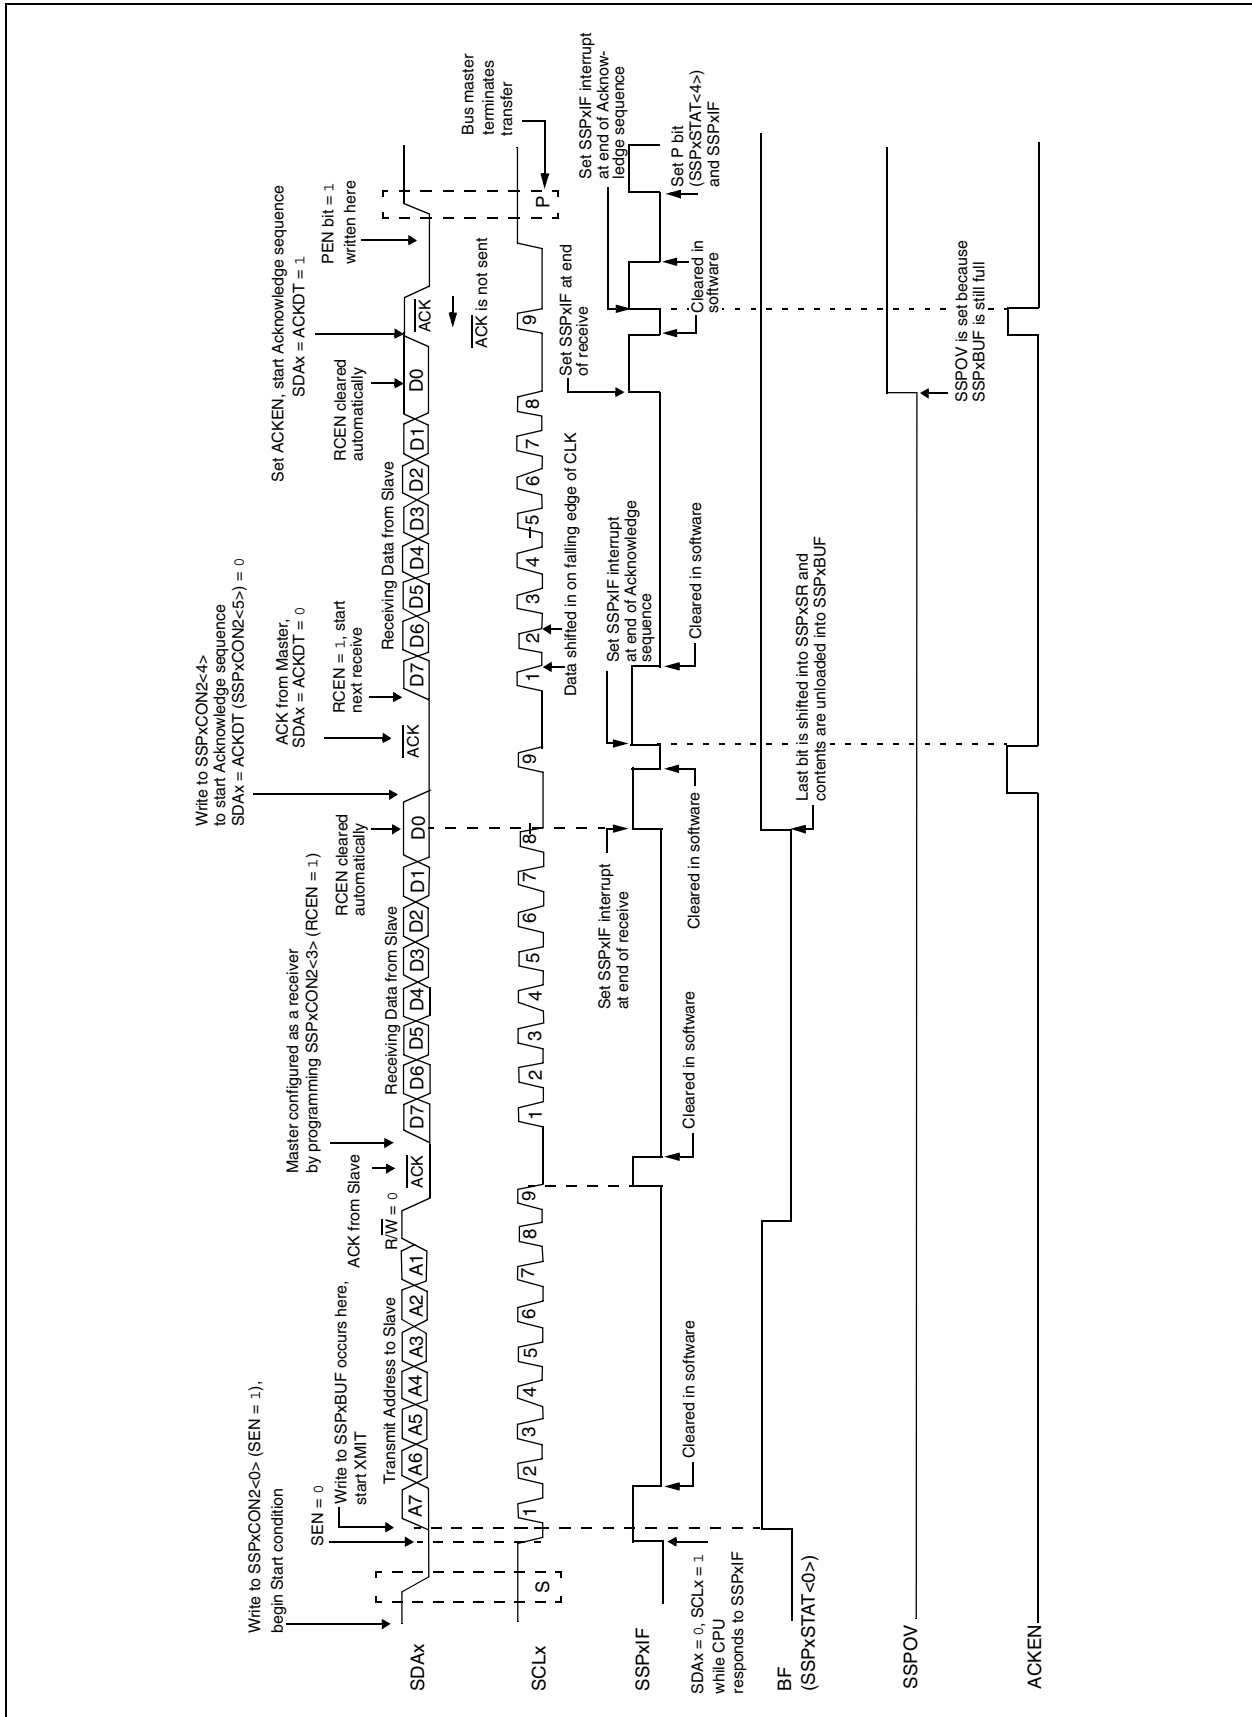 Write to SSPxCON2<0> (SEN = 1),
begin Start condition
SEN = 0
Write to SSPxBUF occurs here,
start XMIT
ACK from Slave
Master configured as a receiver
by programming SSPxCON2<3> (RCEN = 1)
RCEN cleared
automatically
Write to SSPxCON2<4>
to start Acknowledge sequence
SDAx = ACKDT (SSPxCON2<5>) = 0
ACK from Master,
SDAx = ACKDT = 0
RCEN = 1, start
next receive
RCEN cleared
automatically
Set ACKEN, start Acknowledge sequence
SDAx = ACKDT = 1
PEN bit = 1
written here
Transmit Address to Slave
R/W = 0
Receiving Data from Slave
Receiving Data from Slave
SDAx
A7 A6 A5 A4 A3 A2 A1
ACK
D7 D6 D5 D4 D3 D2 D1 D0
ACK
D7 D6 D5 D4 D3 D2 D1 D0
ACK
ACK is not sent
Bus master
terminates
transfer
SCLx
S
1 2 3 4 5 6 7 8 9
1 2 3 4 5 6 7 8 9
1 2 3 4 5 6 7 8 9
P
Data shifted in on falling edge of CLK
Set SSPxIF interrupt
at end of receive
Set SSPxIF interrupt
at end of Acknowledge
sequence
Set SSPxIF at end
of receive
Set SSPxIF interrupt
at end of Acknow-
ledge sequence
SSPxIF
SDAx = 0, SCLx = 1
while CPU
responds to SSPxIF
Cleared in software
Cleared in software
Cleared in software
Cleared in software
Cleared in
software
Set P bit
(SSPxSTAT<4>)
and SSPxIF
BF
(SSPxSTAT<0>)
Last bit is shifted into SSPxSR and
contents are unloaded into SSPxBUF
SSPOV
SSPOV is set because
SSPxBUF is still full
ACKEN